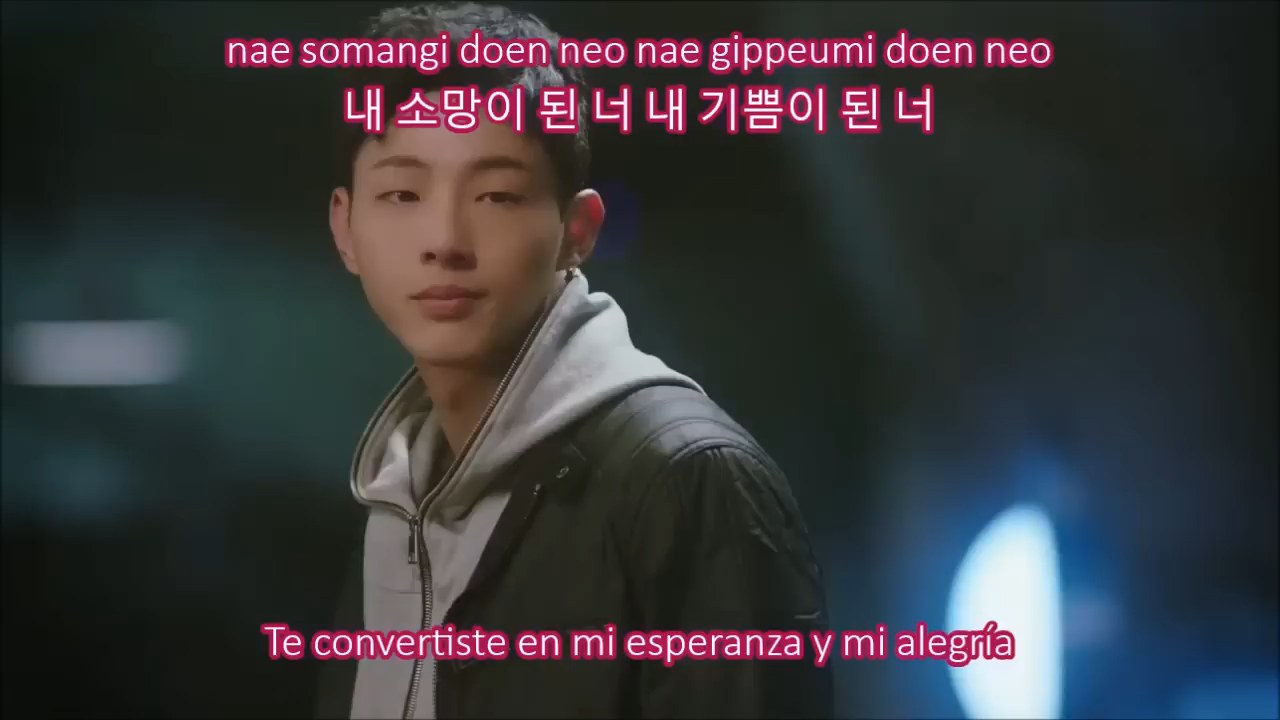 nae somangi doen neo nae gippeumi doen neo
내 소망이 된 너 내 기쁨이 된 너
Te convertiste en mi esperanza y mi alegría